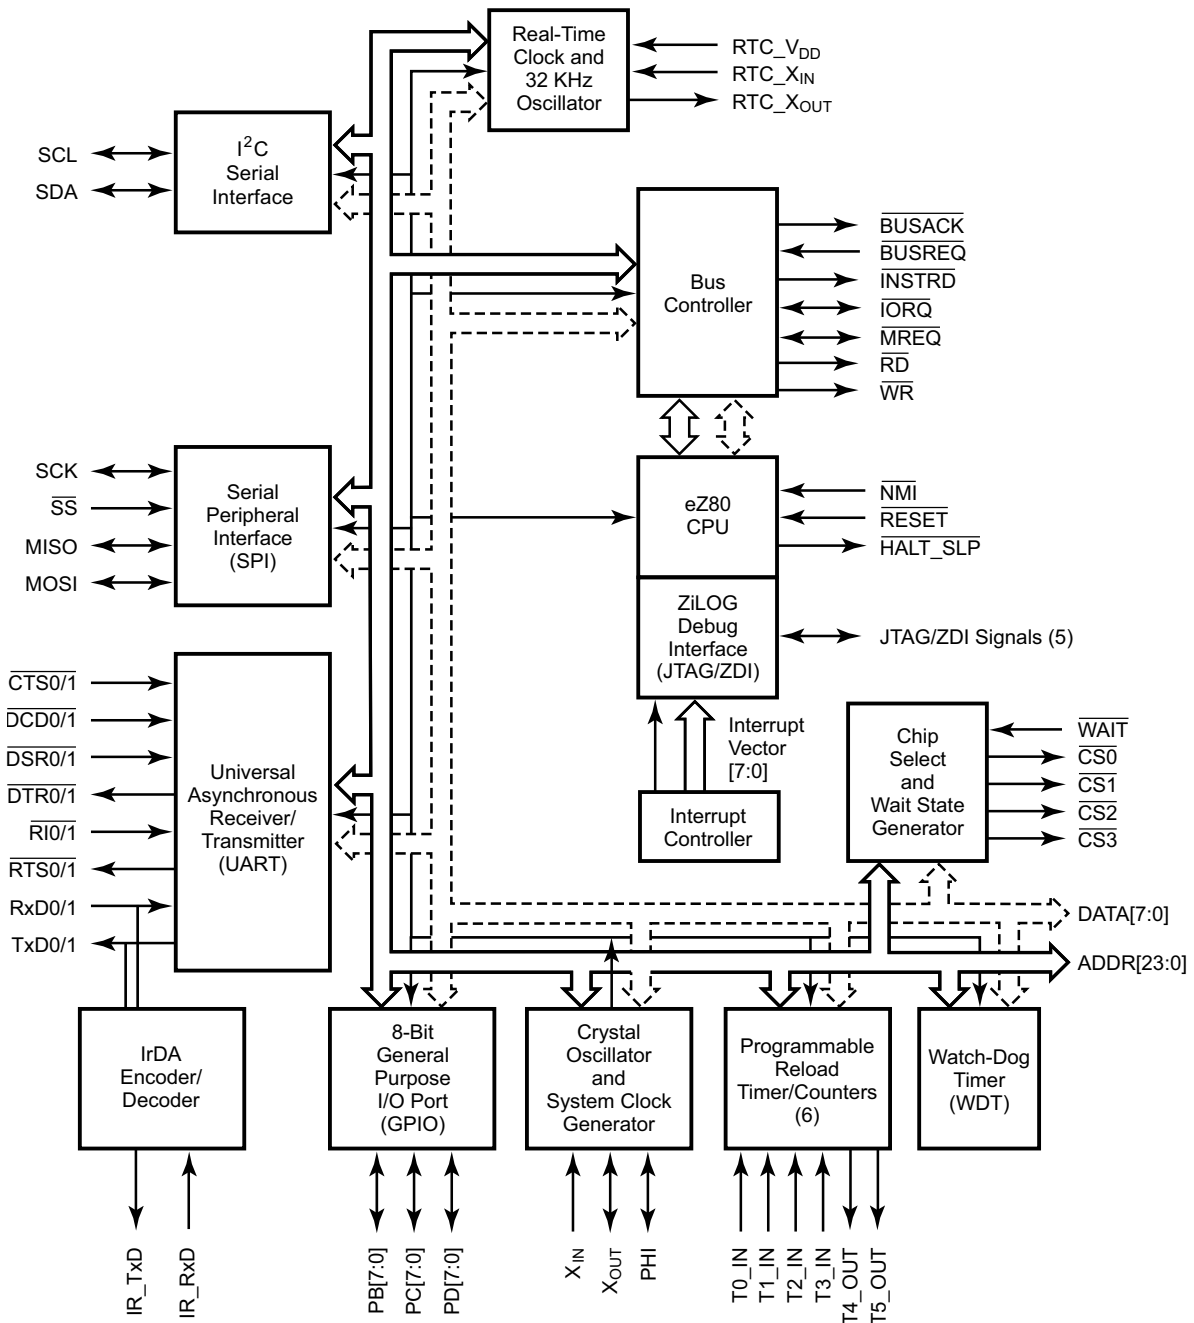 Real-Time
Clock and
32 KHz
Oscillator
RTC_VDD
RTC_XIN
RTC_XOUT
I²C
Serial
Interface
SCL
SDA
Bus
Controller
BUSACK
BUSREQ
INSTRD
IORQ
MREQ
RD
WR
SCK
SS
MISO
MOSI
Serial
Peripheral
Interface
(SPI)
eZ80
CPU
NMI
RESET
HALT_SLP
ZiLOG
Debug
Interface
(JTAG/ZDI)
JTAG/ZDI Signals (5)
CTS0/1
DCD0/1
DSR0/1
DTR0/1
RI0/1
RTS0/1
RxD0/1
TxD0/1
Universal
Asynchronous
Receiver/
Transmitter
(UART)
Interrupt
Vector
[7:0]
Interrupt
Controller
Chip
Select
and
Wait State
Generator
WAIT
CS0
CS1
CS2
CS3
DATA[7:0]
ADDR[23:0]
IrDA
Encoder/
Decoder
8-Bit
General
Purpose
I/O Port
(GPIO)
Crystal
Oscillator
and
System Clock
Generator
Programmable
Reload
Timer/Counters
(6)
Watch-Dog
Timer
(WDT)
IR_TxD
IR_RxD
PB[7:0]
PC[7:0]
PD[7:0]
XIN
XOUT
PHI
T0_IN
T1_IN
T2_IN
T3_IN
T4_OUT
T5_OUT